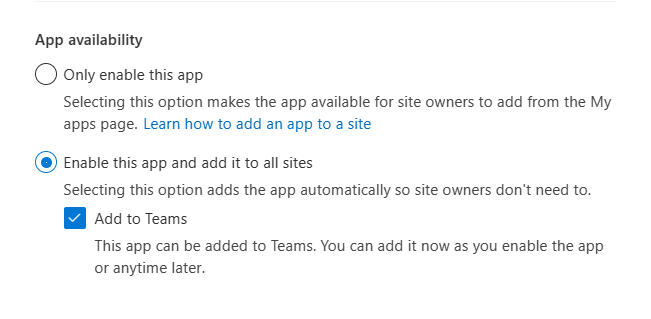 App availability
Only enable this app
Selecting this option makes the app available for site owners to add from the My
apps page. Learn how to add an app to a site
Enable this app and add it to all sites
Selecting this option adds the app automatically so site owners don't need to.
Add to Teams
This app can be added to Teams. You can add it now as you enable the app
or anytime later.